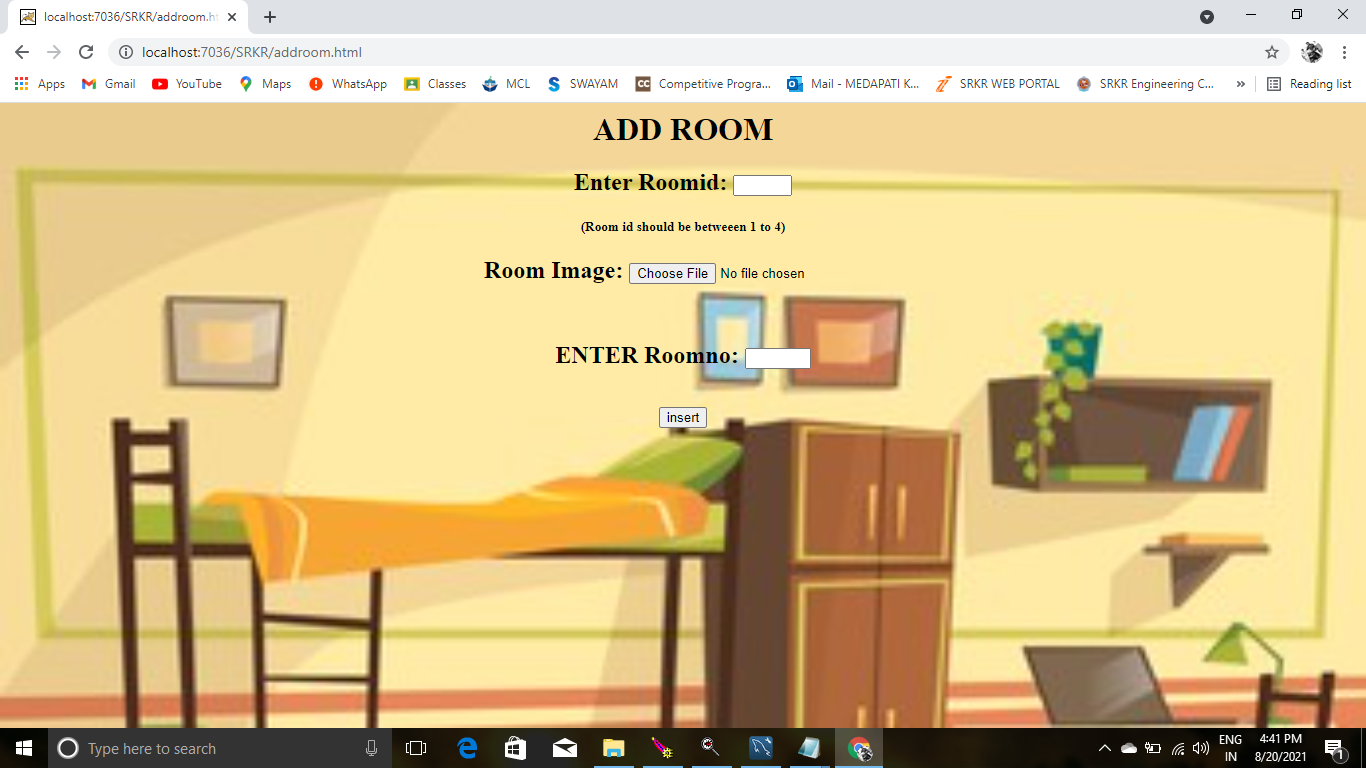 localhost:7036/SRKR/addroom.ht
localhost:7036/SRKR/addroom.html
Apps Gmail YouTube Maps WhatsApp Classes MCL SWAYAM CC Competitive Progra... Mail - MEDAPATI K... SRKR WEB PORTAL SRKR Engineering C... » Reading list
ADD ROOM
Enter Roomid:
(Room id should be betweeen 1 to 4)
Room Image: Choose File No file chosen
ENTER Roomno:
insert
Type here to search
ENG 4:41 PM
IN 8/20/2021 1